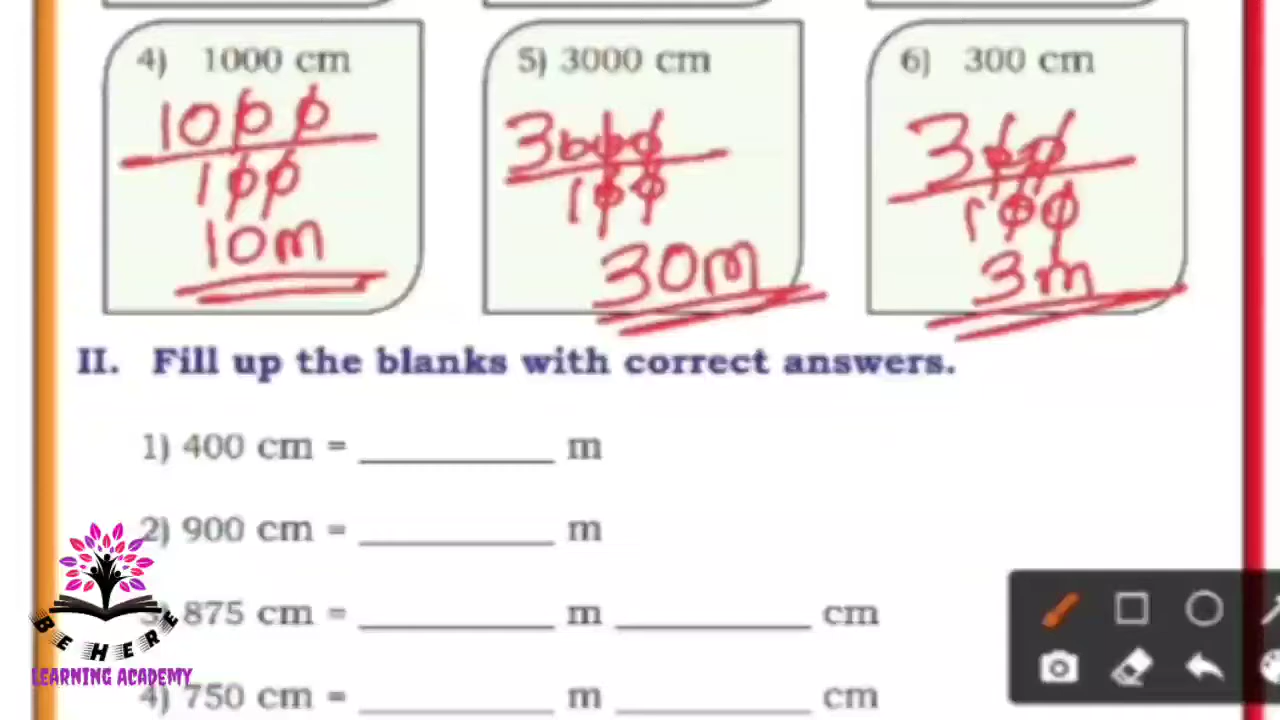 4) 1000 cm
1000
100
10m
5) 3000 cm
3000
100
30m
6) 300 cm
300
100
3m
II. Fill up the blanks with correct answers.
1) 400 cm = __________ m
2) 900 cm = __________ m
3) 875 cm = __________ m __________ cm
4) 750 cm = __________ m __________ cm
BE HERE
LEARNING ACADEMY